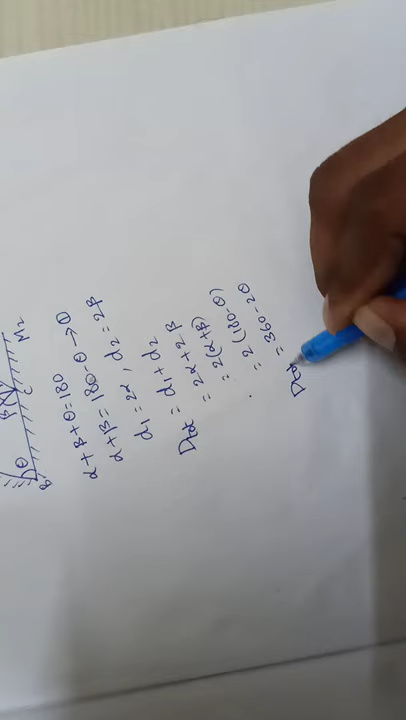 β
M₂
C
θ
B
α + β + θ = 180
α + β = 180 - θ → ①
d₁ = 2α, d₂ = 2β
Dtot = d₁ + d₂
= 2α + 2β
= 2(α+β)
= 2(180-θ)
= 360 - 2θ
Dtot